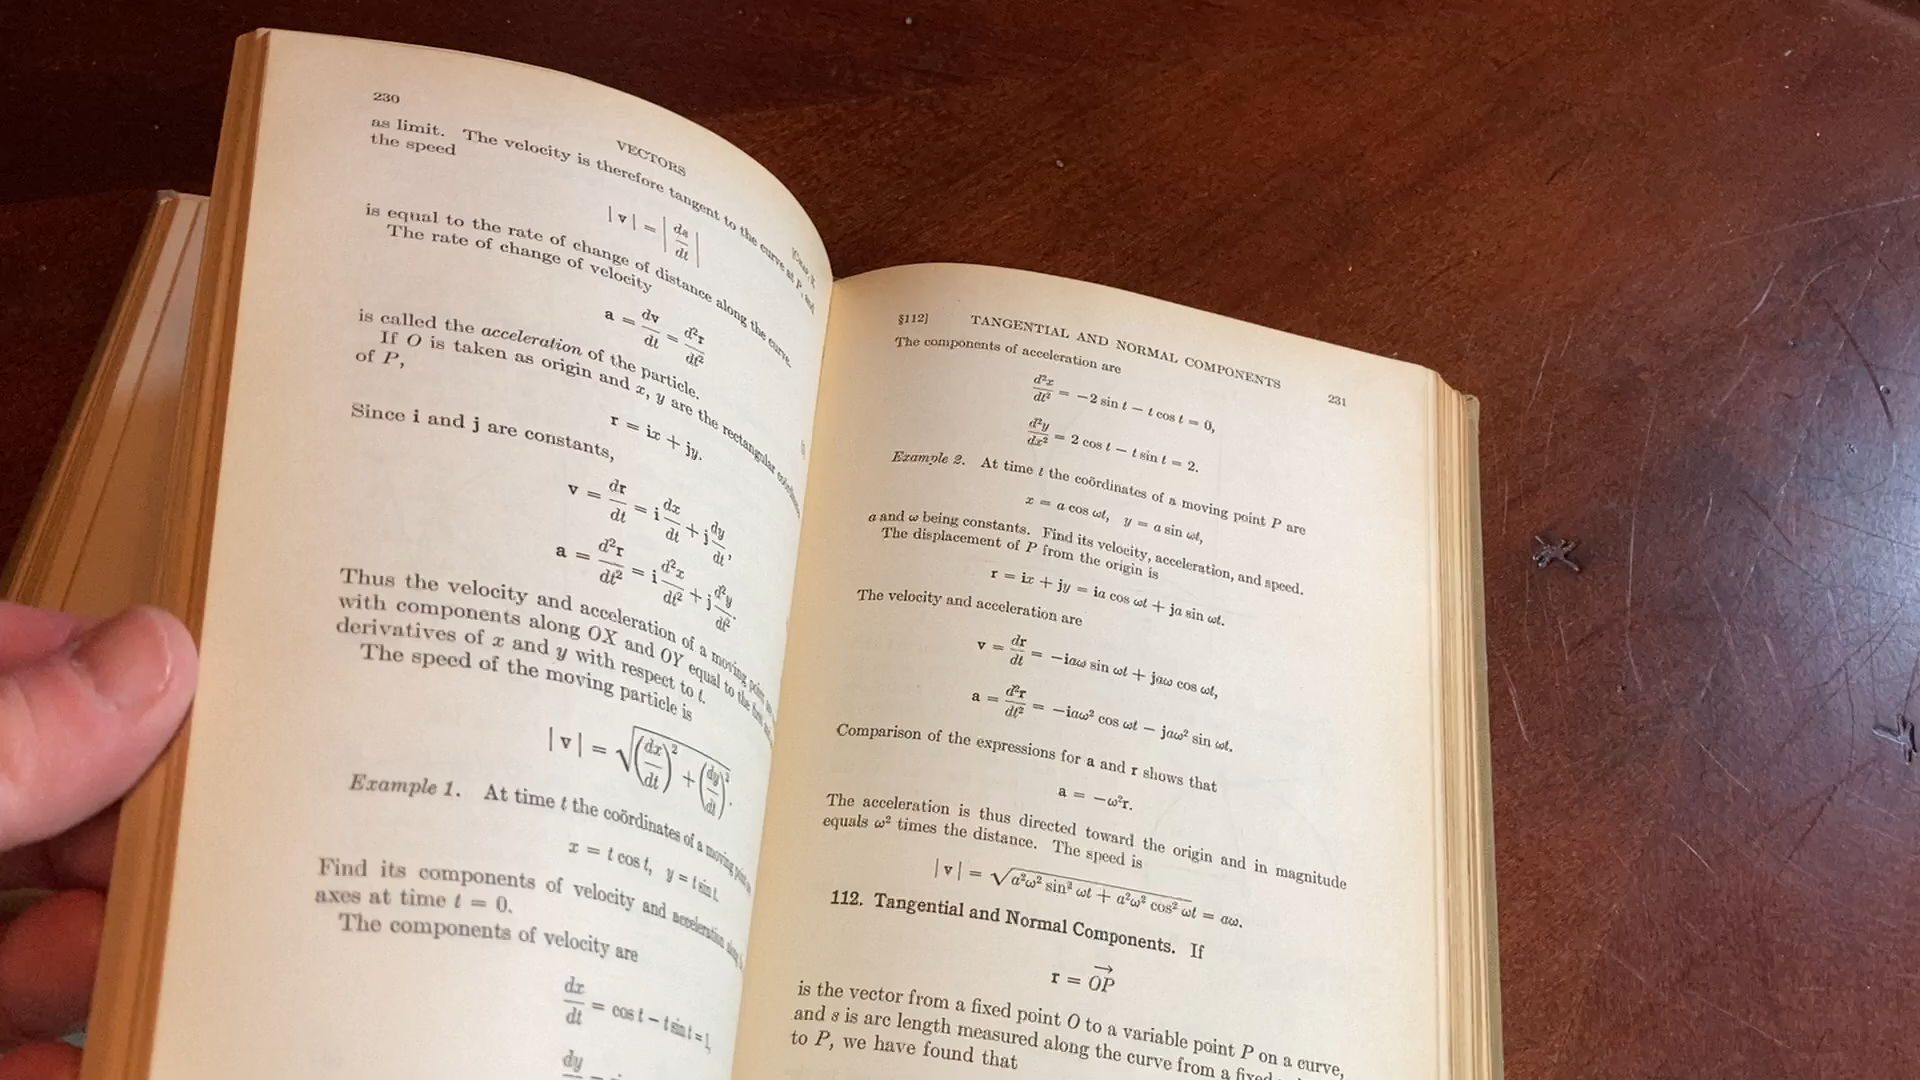 230
VECTORS
as limit. The velocity is therefore tangent to the curve at P, and
the speed
|v| = |ds/dt|
is equal to the rate of change of distance along the curve.
The rate of change of velocity
a = dv/dt = d²r/dt²
is called the acceleration of the particle.
If O is taken as origin and x, y are the rectangular
of P,
r = ix + jy.
Since i and j are constants,
v = dr/dt = i dx/dt + j dy/dt,
a = d²r/dt² = i d²x/dt² + j d²y/dt².
Thus the velocity and acceleration of a moving point
with components along OX and OY equal to the first
derivatives of x and y with respect to t.
The speed of the moving particle is
|v| = √((dx/dt)² + (dy/dt)²).
Example 1. At time t the coördinates of a moving point
x = t cos t, y = t sin t.
Find its components of velocity and acceleration along
axes at time t = 0.
The components of velocity are
dx/dt = cos t − t sin t = 1,
dy
§112] TANGENTIAL AND NORMAL COMPONENTS 231
The components of acceleration are
d²x/dt² = −2 sin t − t cos t = 0,
d²y/dx² = 2 cos t − t sin t = 2.
Example 2. At time t the coördinates of a moving point P are
x = a cos ωt, y = a sin ωt,
a and ω being constants. Find its velocity, acceleration, and speed.
The displacement of P from the origin is
r = ix + jy = ia cos ωt + ja sin ωt.
The velocity and acceleration are
v = dr/dt = −iaω sin ωt + jaω cos ωt,
a = d²r/dt² = −iaω² cos ωt − jaω² sin ωt.
Comparison of the expressions for a and r shows that
a = −ω²r.
The acceleration is thus directed toward the origin and in magnitude
equals ω² times the distance. The speed is
|v| = √(a²ω² sin² ωt + a²ω² cos² ωt) = aω.
112. Tangential and Normal Components. If
r = O⃗P⃗
is the vector from a fixed point O to a variable point P on a curve,
and s is arc length measured along the curve from a fixed
to P, we have found that